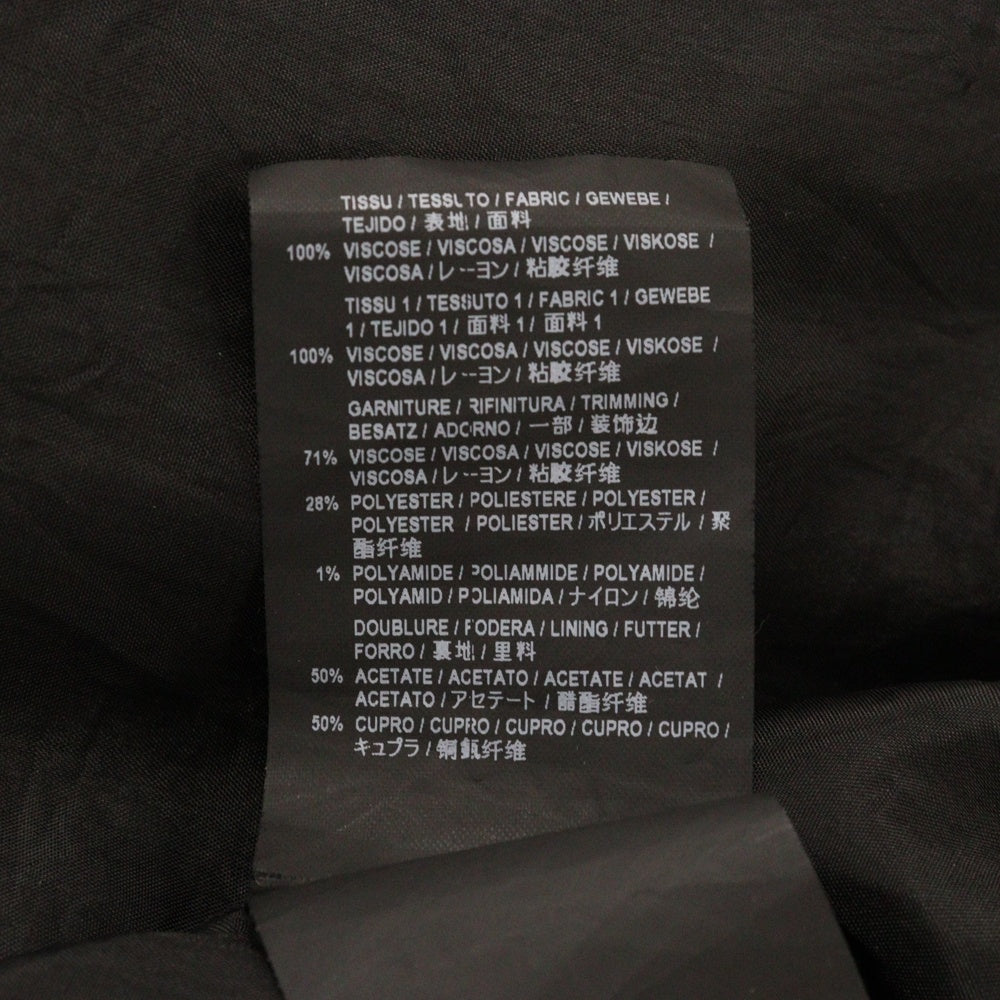 TISSU / TESSUTO / FABRIC / GEWEBE /
TEJIDO / 表地 / 面料
100% VISCOSE / VISCOSA / VISCOSE / VISKOSE /
VISCOSA / レーヨン / 粘胶纤维
TISSU 1 / TESSUTO 1 / FABRIC 1 / GEWEBE
1 / TEJIDO 1 / 面料 1 / 面料 1
100% VISCOSE / VISCOSA / VISCOSE / VISKOSE /
VISCOSA / レーヨン / 粘胶纤维
GARNITURE / RIFINITURA / TRIMMING /
BESATZ / ADORNO / 一部 / 装饰边
71% VISCOSE / VISCOSA / VISCOSE / VISKOSE /
VISCOSA / レーヨン / 粘胶纤维
28% POLYESTER / POLIESTERE / POLYESTER /
POLYESTER / POLIESTER / ポリエステル / 聚
酯纤维
1% POLYAMIDE / POLIAMMIDE / POLYAMIDE /
POLYAMID / POLIAMIDA / ナイロン / 锦纶
DOUBLURE / FODERA / LINING / FUTTER /
FORRO / 裏地 / 里料
50% ACETATE / ACETATO / ACETATE / ACETAT /
ACETATO / アセテート / 醋酯纤维
50% CUPRO / CUPRO / CUPRO / CUPRO / CUPRO /
キュプラ / 铜氨纤维